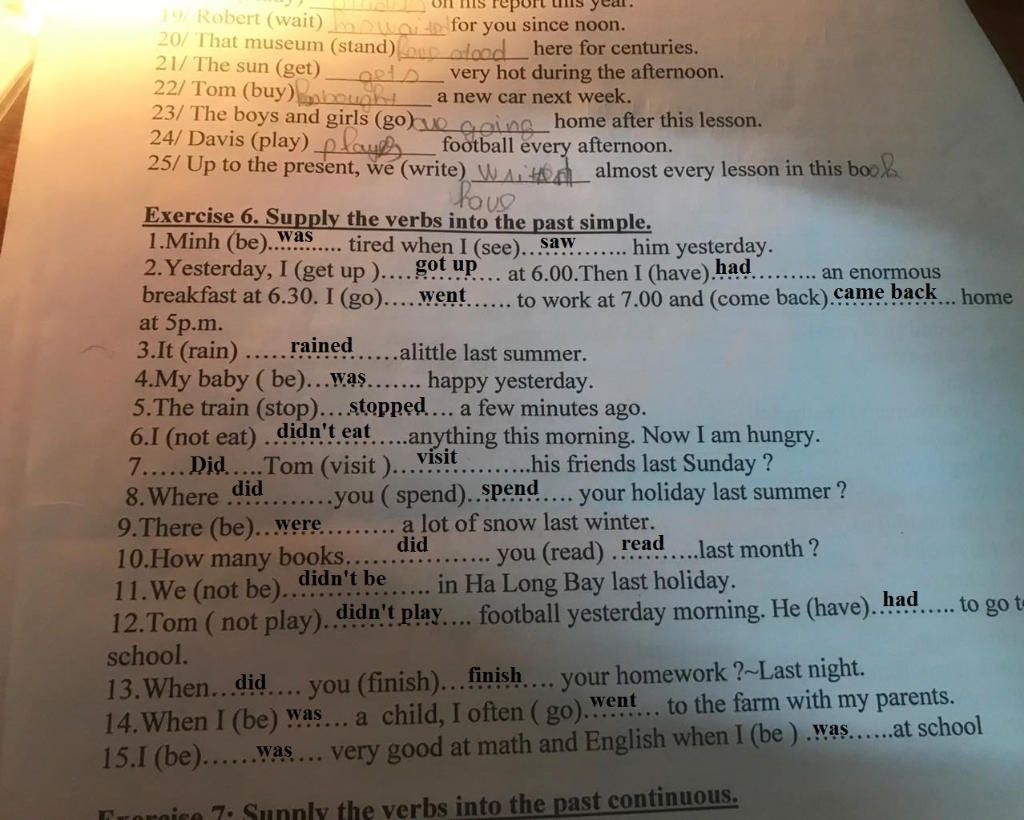 on his report this year.
19/ Robert (wait) for you since noon.
20/ That museum (stand) stood here for centuries.
21/ The sun (get) gets very hot during the afternoon.
22/ Tom (buy) bought a new car next week.
23/ The boys and girls (go) are going home after this lesson.
24/ Davis (play) plays football every afternoon.
25/ Up to the present, we (write) written almost every lesson in this book
have
Exercise 6. Supply the verbs into the past simple.
1.Minh (be)..was......... tired when I (see)...saw....... him yesterday.
2.Yesterday, I (get up )....got up... at 6.00.Then I (have).had......... an enormous
breakfast at 6.30. I (go)....went...... to work at 7.00 and (come back).came back... home
at 5p.m.
3.It (rain) .....rained......alittle last summer.
4.My baby ( be)...was....... happy yesterday.
5.The train (stop)....stopped.... a few minutes ago.
6.I (not eat) ..didn't eat.....anything this morning. Now I am hungry.
7.....Did.....Tom (visit )...visit...........his friends last Sunday ?
8.Where did.........you ( spend)..spend..... your holiday last summer ?
9.There (be)..were......... a lot of snow last winter.
10.How many books......did........ you (read) .read.....last month ?
11.We (not be)..didn't be...... in Ha Long Bay last holiday.
12.Tom ( not play)..didn't play.... football yesterday morning. He (have)..had..... to go t
school.
13.When...did.... you (finish)...finish.... your homework ?~Last night.
14.When I (be) was... a child, I often ( go).went.... to the farm with my parents.
15.I (be).......was.... very good at math and English when I (be ) .was......at school
Exercise 7: Supply the verbs into the past continuous.